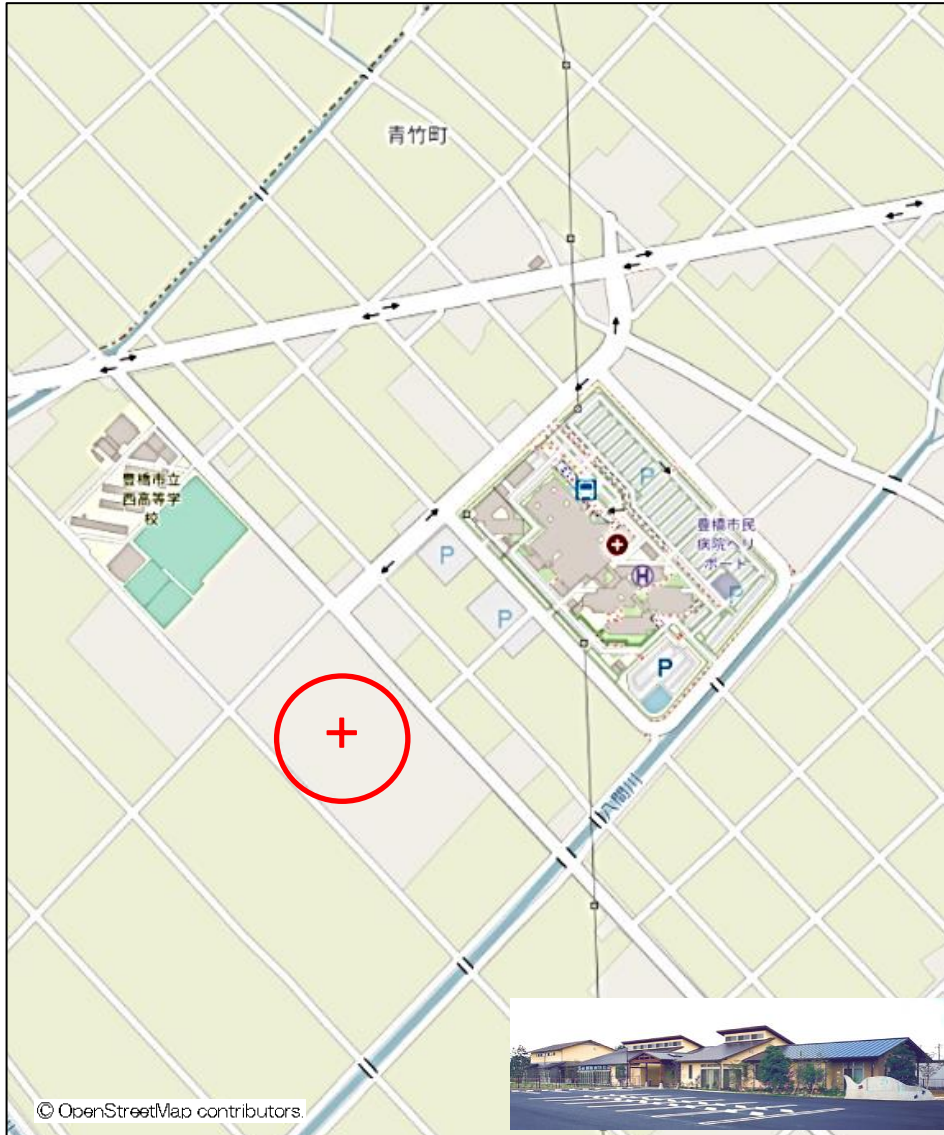 青竹町
豊橋市立
西高等学
校
P
豊橋市民
病院ヘリ
ポート
H
P
P
P
P
八間川
© OpenStreetMap contributors.